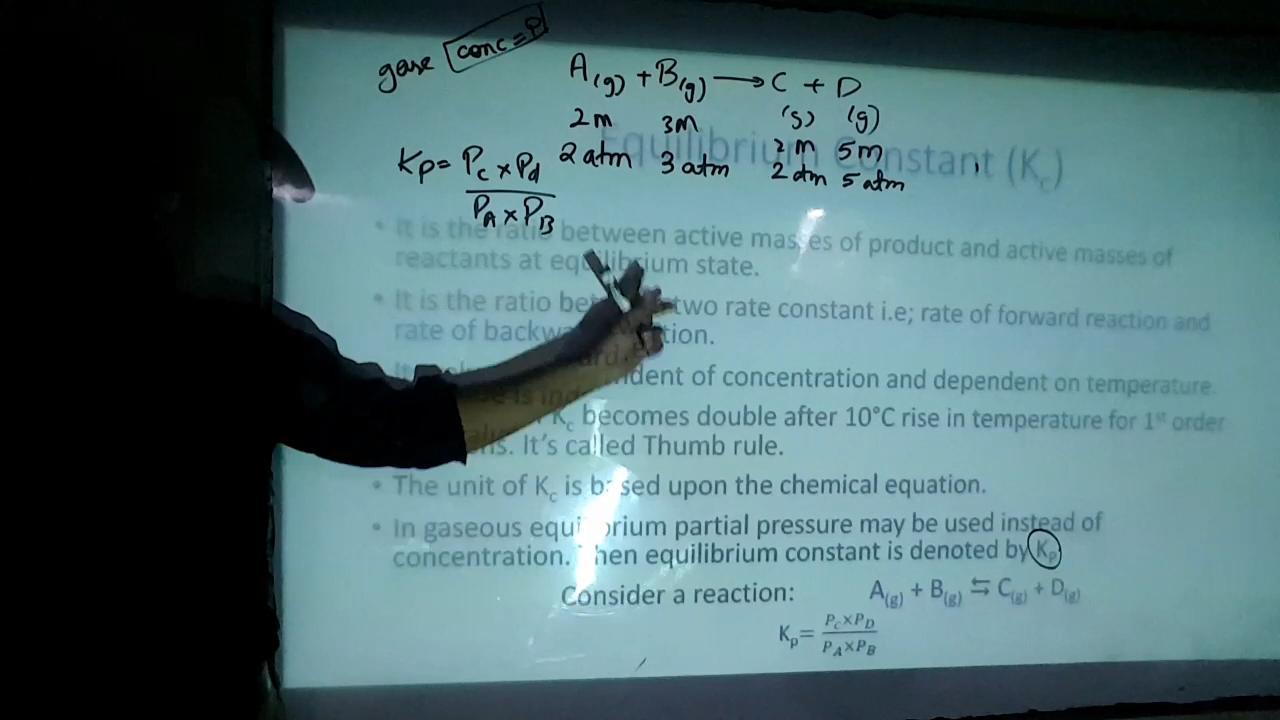 gase conc = P
A(g) + B(g) → C + D
(s) (g)
2m 3m 2m 5m
2 atm 3 atm 2 atm 5 atm
Kp = Pc × Pd
PA × PB
Equilibrium Constant (Kc)
• It is the ratio between active masses of product and active masses of
reactants at equilibrium state.
• It is the ratio two rate constant i.e; rate of forward reaction and
rate of
of concentration and dependent on temperature.
Kc becomes double after 10°C rise in temperature for 1st order
It's called Thumb rule.
• The unit of Kc is based upon the chemical equation.
• In gaseous equilibrium partial pressure may be used instead of
concentration. Then equilibrium constant is denoted by Kp
Consider a reaction: A(g) + B(g) ⇆ C(g) + D(g)
Kp= PC×PD
PA×PB